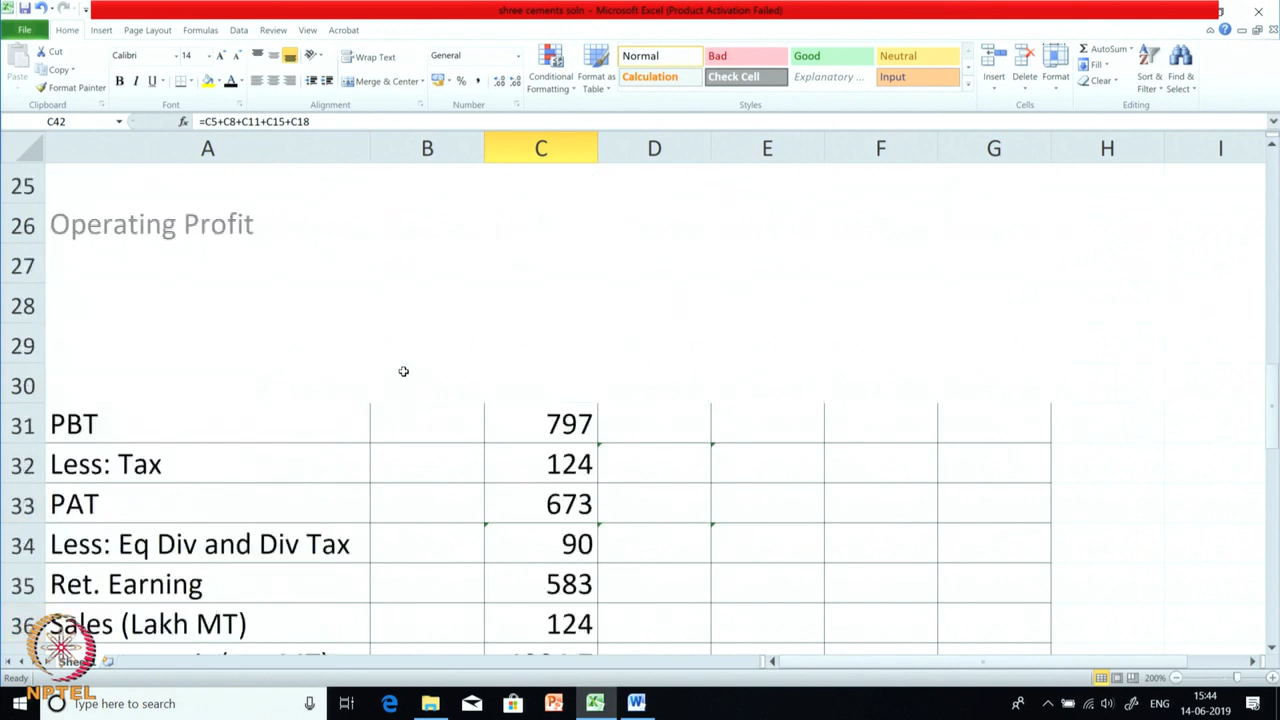 shree cements soln - Microsoft Excel (Product Activation Failed)
File Home Insert Page Layout Formulas Data Review View Acrobat
Paste
Cut
Copy
Format Painter
Clipboard
Calibri 14
B I U
Font
Wrap Text
Merge & Center
Alignment
General
%
Number
Conditional Formatting
Format as Table
Normal Bad Good Neutral
Calculation Check Cell Explanatory ... Input
Styles
Insert Delete Format
Cells
AutoSum
Fill
Clear
Sort & Filter
Find & Select
Editing
C42 fx =C5+C8+C11+C15+C18
A B C D E F G H I
25
26 Operating Profit
27
28
29
30
31 PBT 797
32 Less: Tax 124
33 PAT 673
34 Less: Eq Div and Div Tax 90
35 Ret. Earning 583
36 Sales (Lakh MT) 124
Ready 200%
NPTEL
Type here to search
ENG
15:44
14-06-2019